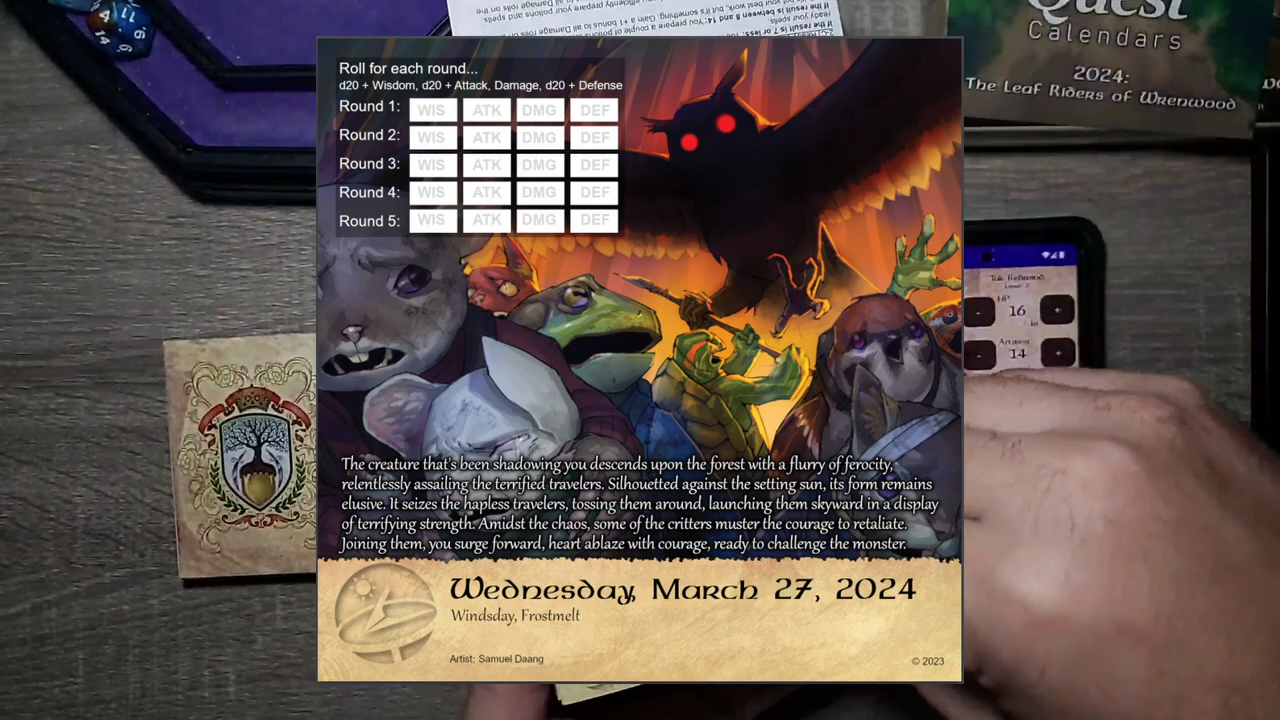 Quest
Calendars
2024:
The Leaf Riders of Wrenwood
Roll for each round...
d20 + Wisdom, d20 + Attack, Damage, d20 + Defense
Round 1: WIS ATK DMG DEF
Round 2: WIS ATK DMG DEF
Round 3: WIS ATK DMG DEF
Round 4: WIS ATK DMG DEF
Round 5: WIS ATK DMG DEF
HP
16
Armor
14
The creature that's been shadowing you descends upon the forest with a flurry of ferocity,
relentlessly assailing the terrified travelers. Silhouetted against the setting sun, its form remains
elusive. It seizes the hapless travelers, tossing them around, launching them skyward in a display
of terrifying strength. Amidst the chaos, some of the critters muster the courage to retaliate.
Joining them, you surge forward, heart ablaze with courage, ready to challenge the monster.
Wednesday, March 27, 2024
Windsday, Frostmelt
Artist: Samuel Daang
© 2023